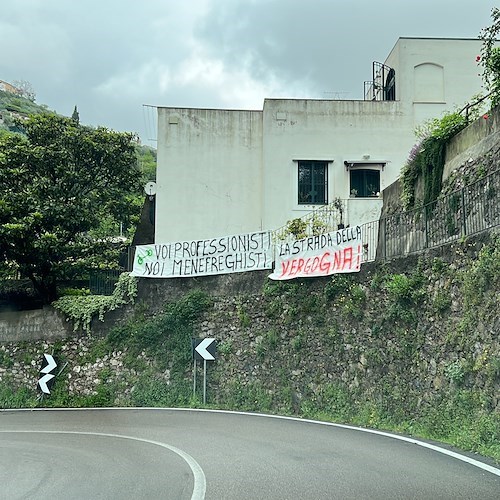 VOI PROFESSIONISTI
NOI MENEFREGHISTI
LA STRADA DELLA
VERGOGNA!